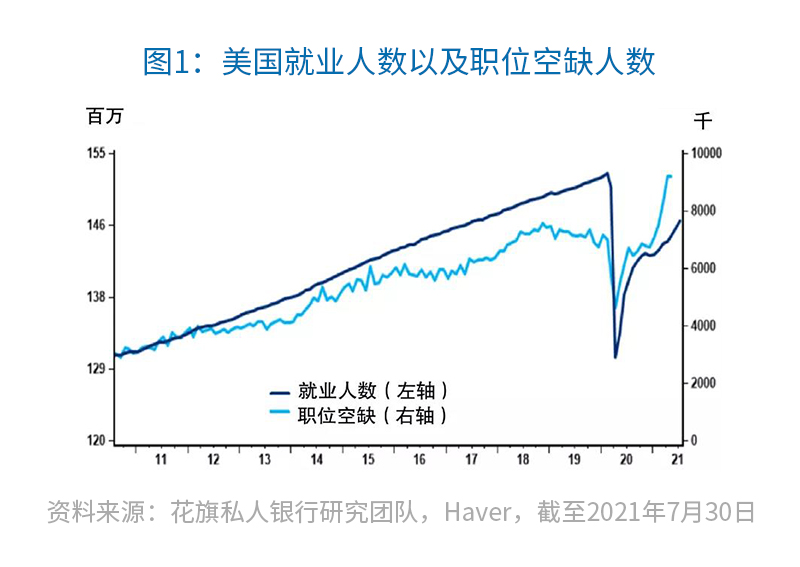 图1：美国就业人数以及职位空缺人数
百万
千
155
10000
146
8000
138
6000
4000
129
2000
120
0
就业人数（左轴）
职位空缺（右轴）
11 12 13 14 15 16 17 18 19 20 21
资料来源：花旗私人银行研究团队，Haver，截至2021年7月30日